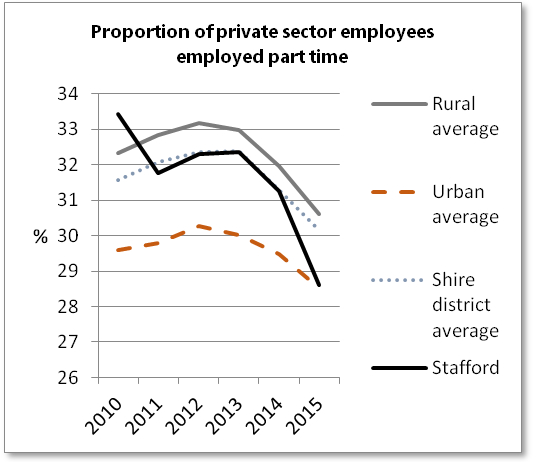 Proportion of private sector employees
employed part time
34
33
32
31
30
29
28
27
26
%
2010
2011
2012
2013
2014
2015
Rural
average
Urban
average
Shire
district
average
Stafford